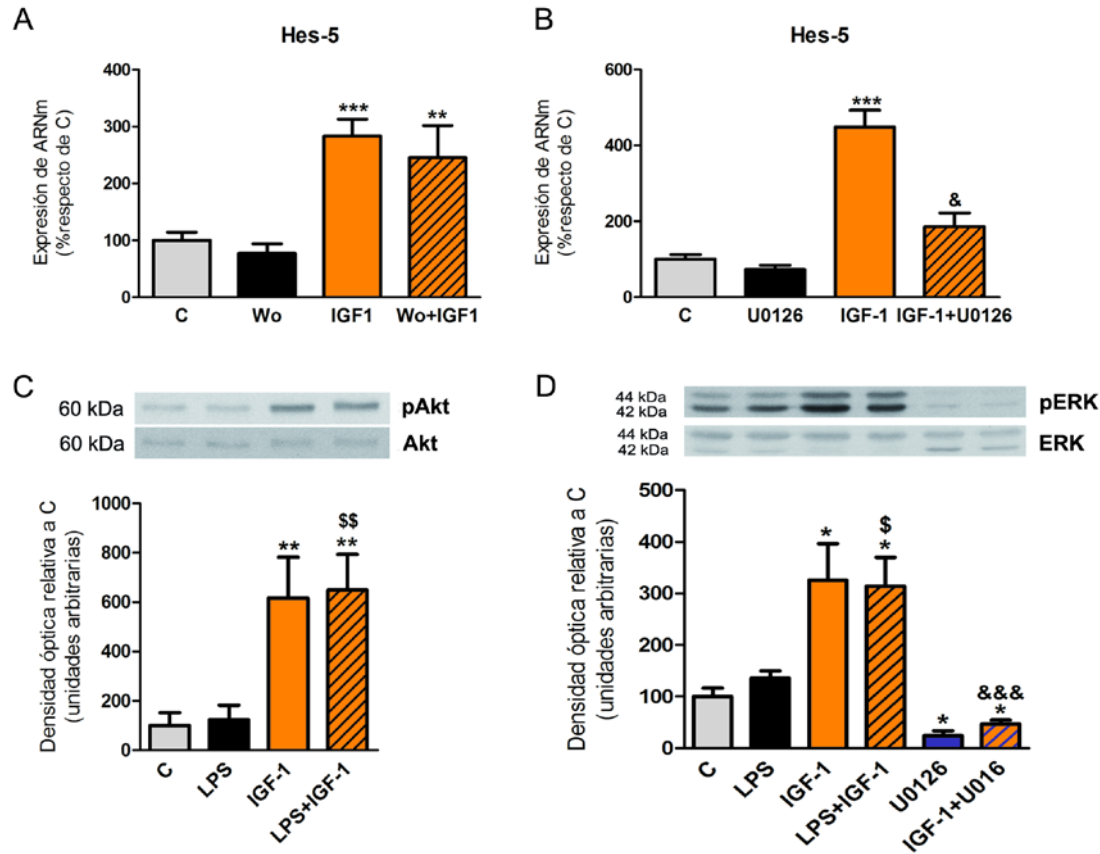 A
Hes-5
Expresión de ARNm
(%respecto de C)
400
300
200
100
0
***
**
C
Wo
IGF1
Wo+IGF1
B
Hes-5
Expresión de ARNm
(%respecto de C)
600
400
200
0
***
&
C
U0126
IGF-1
IGF-1+U0126
C
60 kDa
pAkt
60 kDa
Akt
Densidad óptica relativa a C
(unidades arbitrarias)
1000
800
600
400
200
0
**
$$
**
C
LPS
IGF-1
LPS+IGF-1
D
44 kDa
42 kDa
pERK
44 kDa
42 kDa
ERK
Densidad óptica relativa a C
(unidades arbitrarias)
500
400
300
200
100
0
*
$
*
*
&&&
*
C
LPS
IGF-1
LPS+IGF-1
U0126
IGF-1+U016